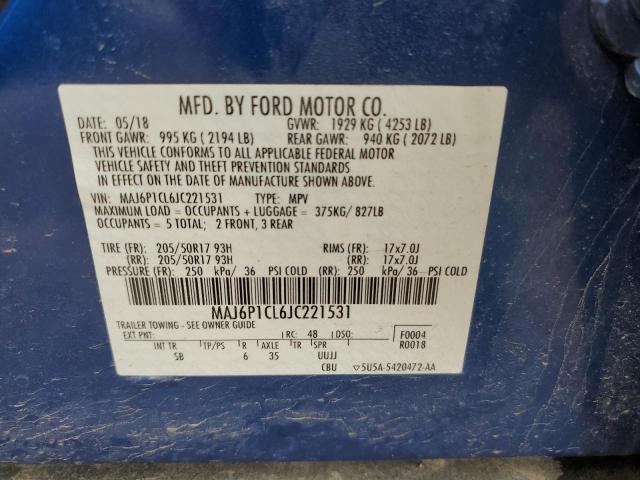 MFD. BY FORD MOTOR CO.
DATE: 05/18 GVWR: 1929 KG ( 4253 LB)
FRONT GAWR: 995 KG ( 2194 LB) REAR GAWR: 940 KG ( 2072 LB)
THIS VEHICLE CONFORMS TO ALL APPLICABLE FEDERAL MOTOR
VEHICLE SAFETY AND THEFT PREVENTION STANDARDS
IN EFFECT ON THE DATE OF MANUFACTURE SHOWN ABOVE.
VIN: MAJ6P1CL6JC221531 TYPE: MPV
MAXIMUM LOAD = OCCUPANTS + LUGGAGE = 375KG/ 827LB
OCCUPANTS = 5 TOTAL; 2 FRONT, 3 REAR
TIRE (FR): 205/50R17 93H RIMS (FR): 17x7.0J
(RR): 205/50R17 93H (RR): 17x7.0J
PRESSURE (FR): 250 kPa/ 36 PSI COLD (RR): 250 kPa/ 36 PSI COLD
MAJ6P1CL6JC221531
TRAILER TOWING - SEE OWNER GUIDE
EXT PNT: RC: 48 DSO: F0004
INT TR TP/PS R AXLE TR SPR R0018
SB 6 35 UUJJ
CBU ▽5U5A-5420472-AA